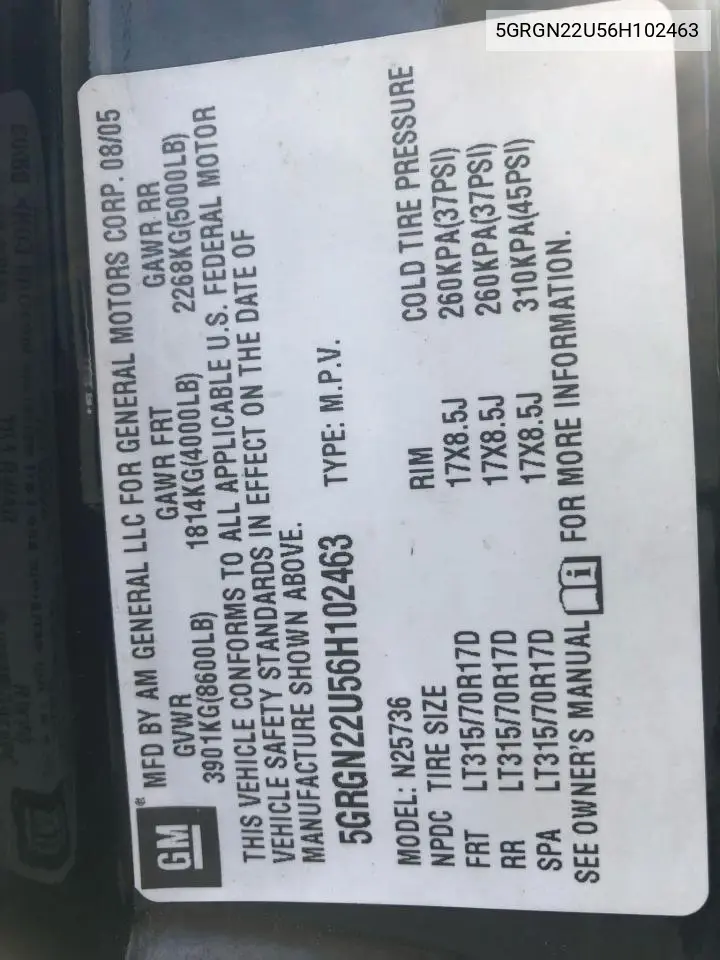 5GRGN22U56H102463
GM® MFD BY AM GENERAL LLC FOR GENERAL MOTORS CORP. 08/05
GVWR GAWR FRT GAWR RR
3901KG(8600LB) 1814KG(4000LB) 2268KG(5000LB)
THIS VEHICLE CONFORMS TO ALL APPLICABLE U.S. FEDERAL MOTOR
VEHICLE SAFETY STANDARDS IN EFFECT ON THE DATE OF
MANUFACTURE SHOWN ABOVE.
5GRGN22U56H102463 TYPE: M.P.V.
MODEL: N25736
NPDC TIRE SIZE RIM COLD TIRE PRESSURE
FRT LT315/70R17D 17X8.5J 260KPA(37PSI)
RR LT315/70R17D 17X8.5J 260KPA(37PSI)
SPA LT315/70R17D 17X8.5J 310KPA(45PSI)
SEE OWNER'S MANUAL i FOR MORE INFORMATION.